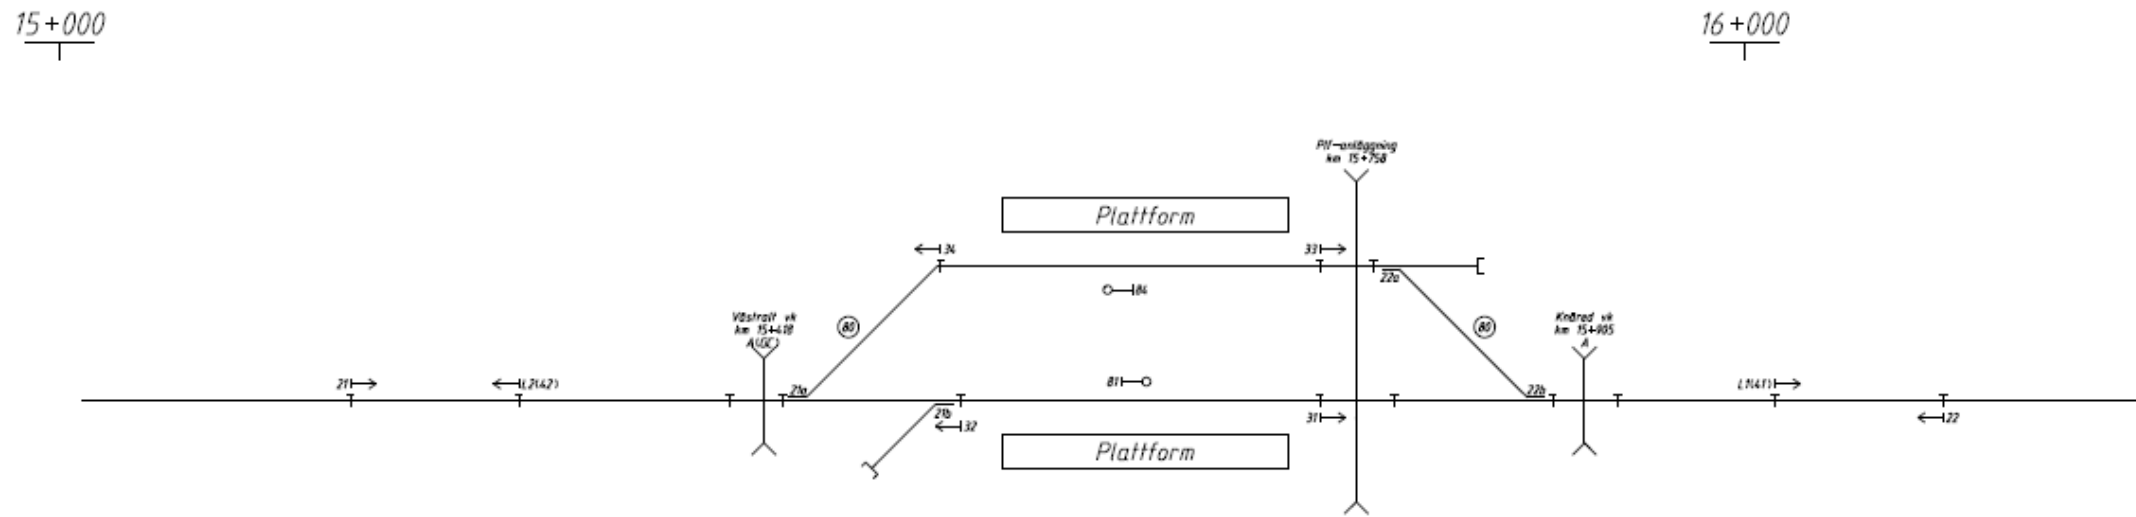 15+000
16+000
Plf-anläggning
km 15+758
Plattform
34
33
22a
84
Västralt vk
km 15+418
A(GC)
80
80
Knäred vk
km 15+905
A
21
L2(42)
21a
81
22b
L1(41)
21b
32
31
22
Plattform